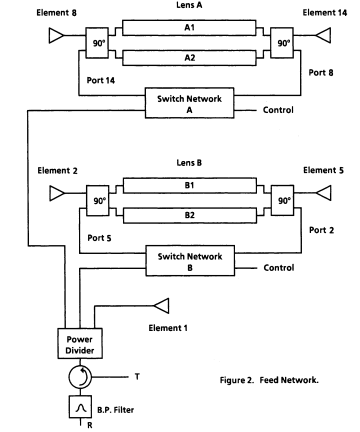 Lens A
Element 8
Element 14
A1
90°
90°
A2
Port 14
Port 8
Switch Network
A
Control
Lens B
Element 2
Element 5
B1
90°
90°
B2
Port 5
Port 2
Switch Network
B
Control
Element 1
Power
Divider
T
Figure 2. Feed Network.
B.P. Filter
R